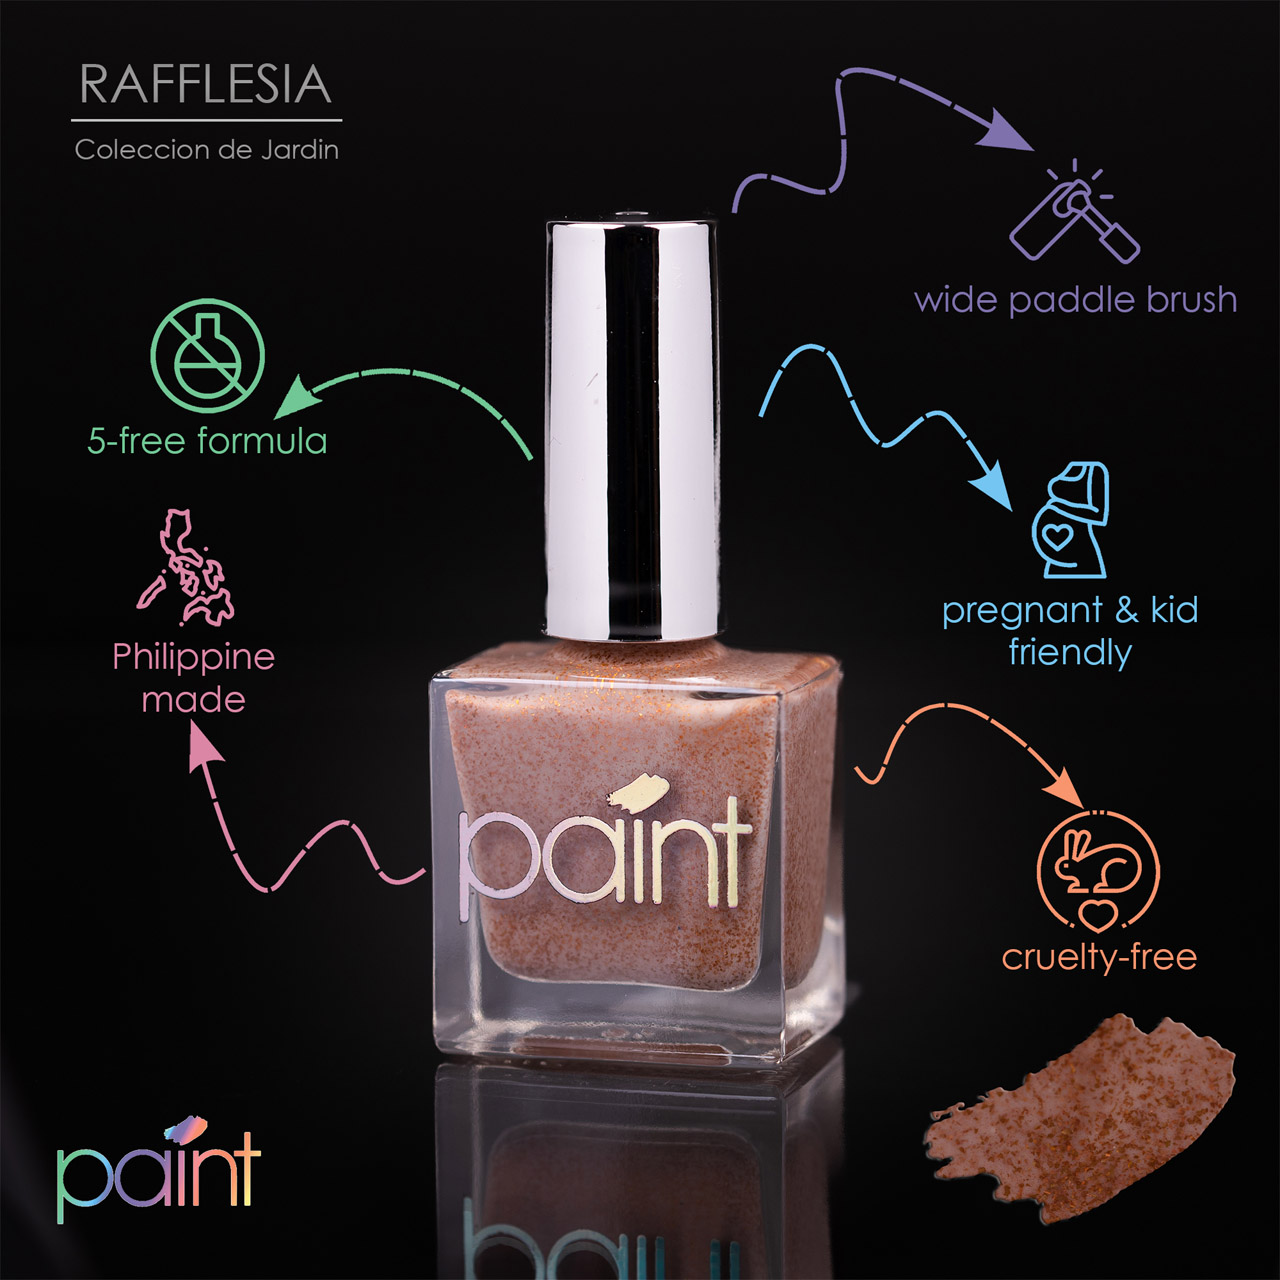 RAFFLESIA
Coleccion de Jardin
wide paddle brush
5-free formula
pregnant & kid
friendly
Philippine
made
paint
cruelty-free
paint
paint